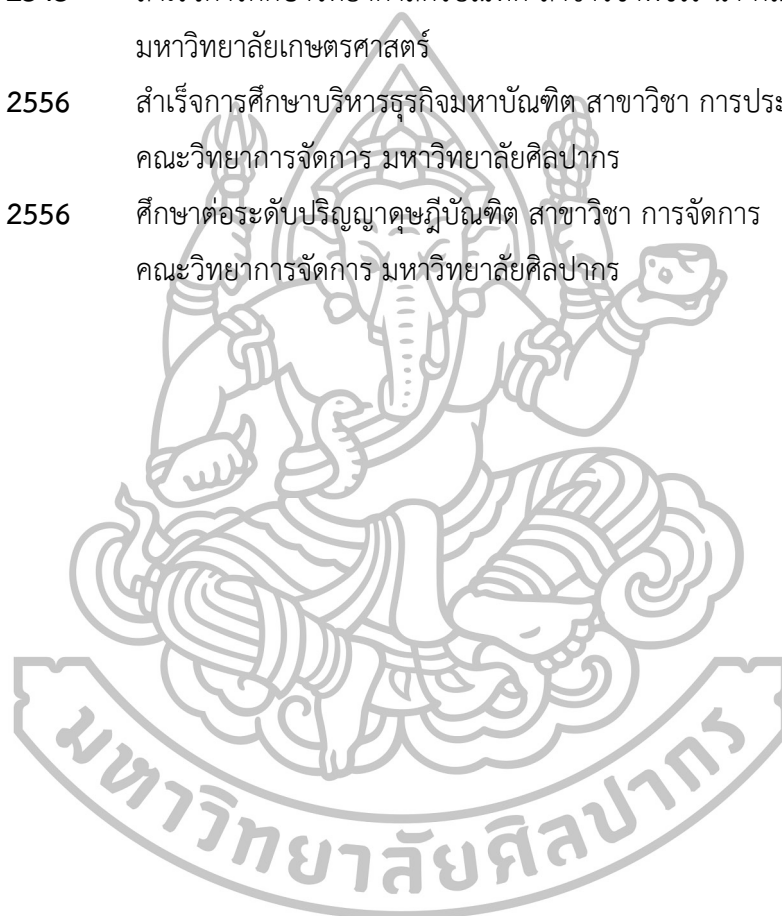 มหาวิทยาลัยเกษตรศาสตร์
2556 สำเร็จการศึกษาบริหารธุรกิจมหาบัณฑิต สาขาวิชา การประ
คณะวิทยาการจัดการ มหาวิทยาลัยศิลปากร
2556 ศึกษาต่อระดับปริญญาดุษฎีบัณฑิต สาขาวิชา การจัดการ
คณะวิทยาการจัดการ มหาวิทยาลัยศิลปากร
มหาวิทยาลัยศิลปากร